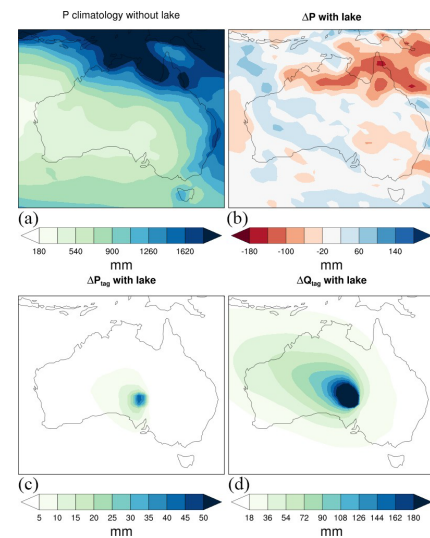 P climatology without lake
ΔP with lake
(a)
180 540 900 1260 1620
mm
(b)
-180 -100 -20 60 140
mm
ΔPtag with lake
ΔQtag with lake
(c)
5 10 15 20 25 30 35 40 45 50
mm
(d)
18 36 54 72 90 108 126 144 162 180
mm